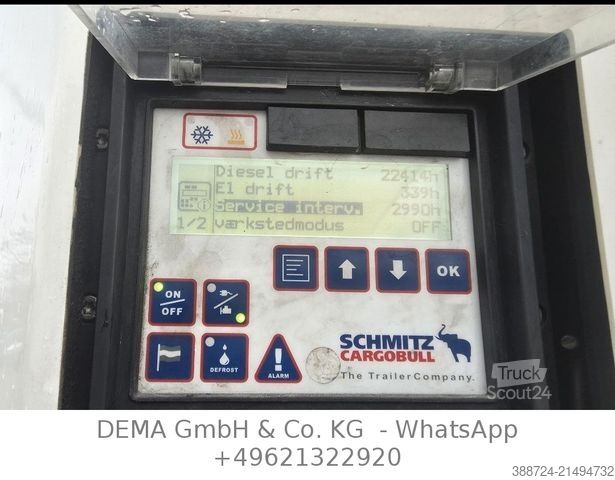 Diesel drift 22414h
El drift 339h
Service interv. 2990h
1/2 værkstedmodus OFF
OK
ON
OFF
DEFROST
ALARM
SCHMITZ
CARGOBULL
The TrailerCompany.
Truck
Scout24
DEMA GmbH & Co. KG - WhatsApp
+49621322920
388724-21494732